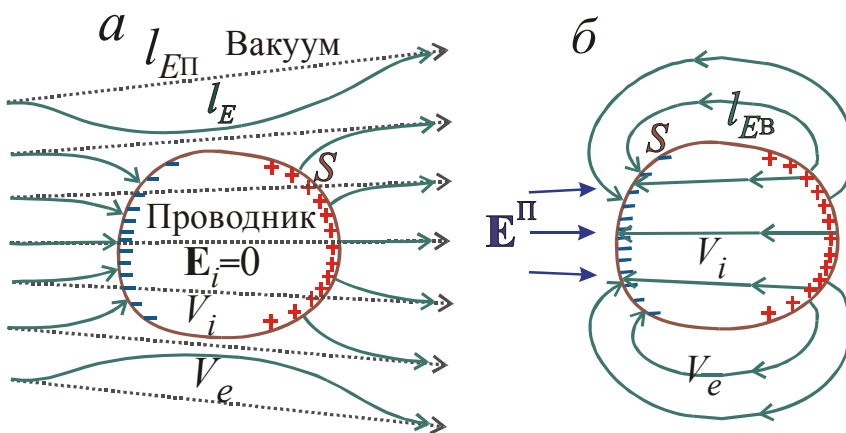 а
l_EП
Вакуум
l_E
S
Проводник
E_i=0
V_i
V_e
б
l_EВ
S
E^П
V_i
V_e